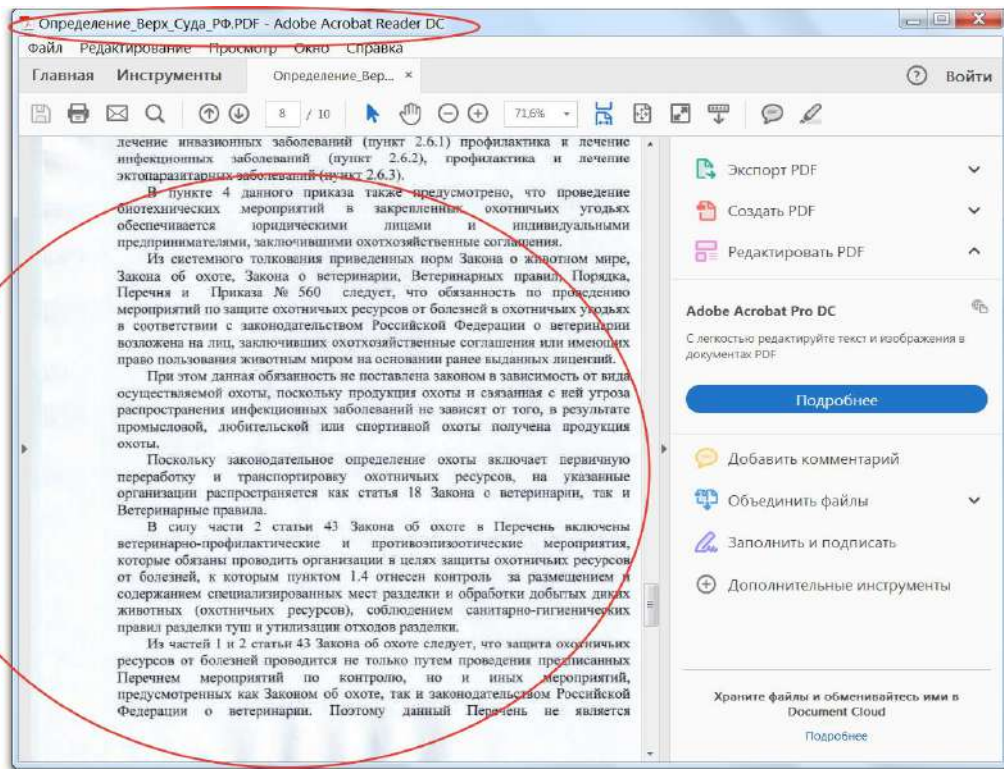 Определение_Верх_Суда_РФ.PDF - Adobe Acrobat Reader DC
Файл Редактирование Просмотр Окно Справка
Главная Инструменты Определение_Вер... × Войти
8 / 10 71,6%
лечение инвазионных заболеваний (пункт 2.6.1) профилактика и лечение
инфекционных заболеваний (пункт 2.6.2), профилактика и лечение
эктопаразитарных заболеваний (пункт 2.6.3).
В пункте 4 данного приказа также предусмотрено, что проведение
биотехнических мероприятий в закрепленных охотничьих угодьях
обеспечивается юридическими лицами и индивидуальными
предпринимателями, заключившими охотхозяйственные соглашения.
Из системного толкования приведенных норм Закона о животном мире,
Закона об охоте, Закона о ветеринарии, Ветеринарных правил, Порядка,
Перечня и Приказа № 560 следует, что обязанность по проведению
мероприятий по защите охотничьих ресурсов от болезней в охотничьих угодьях
в соответствии с законодательством Российской Федерации о ветеринарии
возложена на лиц, заключивших охотхозяйственные соглашения или имеющих
право пользования животным миром на основании ранее выданных лицензий.
При этом данная обязанность не поставлена законом в зависимость от вида
осуществляемой охоты, поскольку продукция охоты и связанная с ней угроза
распространения инфекционных заболеваний не зависят от того, в результате
промысловой, любительской или спортивной охоты получена продукция
охоты.
Поскольку законодательное определение охоты включает первичную
переработку и транспортировку охотничьих ресурсов, на указанные
организации распространяется как статья 18 Закона о ветеринарии, так и
Ветеринарные правила.
В силу части 2 статьи 43 Закона об охоте в Перечень включены
ветеринарно-профилактические и противоэпизоотические мероприятия,
которые обязаны проводить организации в целях защиты охотничьих ресурсов
от болезней, к которым пунктом 1.4 отнесен контроль за размещением и
содержанием специализированных мест разделки и обработки добытых диких
животных (охотничьих ресурсов), соблюдением санитарно-гигиенических
правил разделки туш и утилизации отходов разделки.
Из частей 1 и 2 статьи 43 Закона об охоте следует, что защита охотничьих
ресурсов от болезней проводится не только путем проведения предписанных
Перечнем мероприятий по контролю, но и иных мероприятий,
предусмотренных как Законом об охоте, так и законодательством Российской
Федерации о ветеринарии. Поэтому данный Перечень не является
Экспорт PDF
Создать PDF
Редактировать PDF
Adobe Acrobat Pro DC
С легкостью редактируйте текст и изображения в
документах PDF
Подробнее
Добавить комментарий
Объединить файлы
Заполнить и подписать
Дополнительные инструменты
Храните файлы и обменивайтесь ими в
Document Cloud
Подробнее